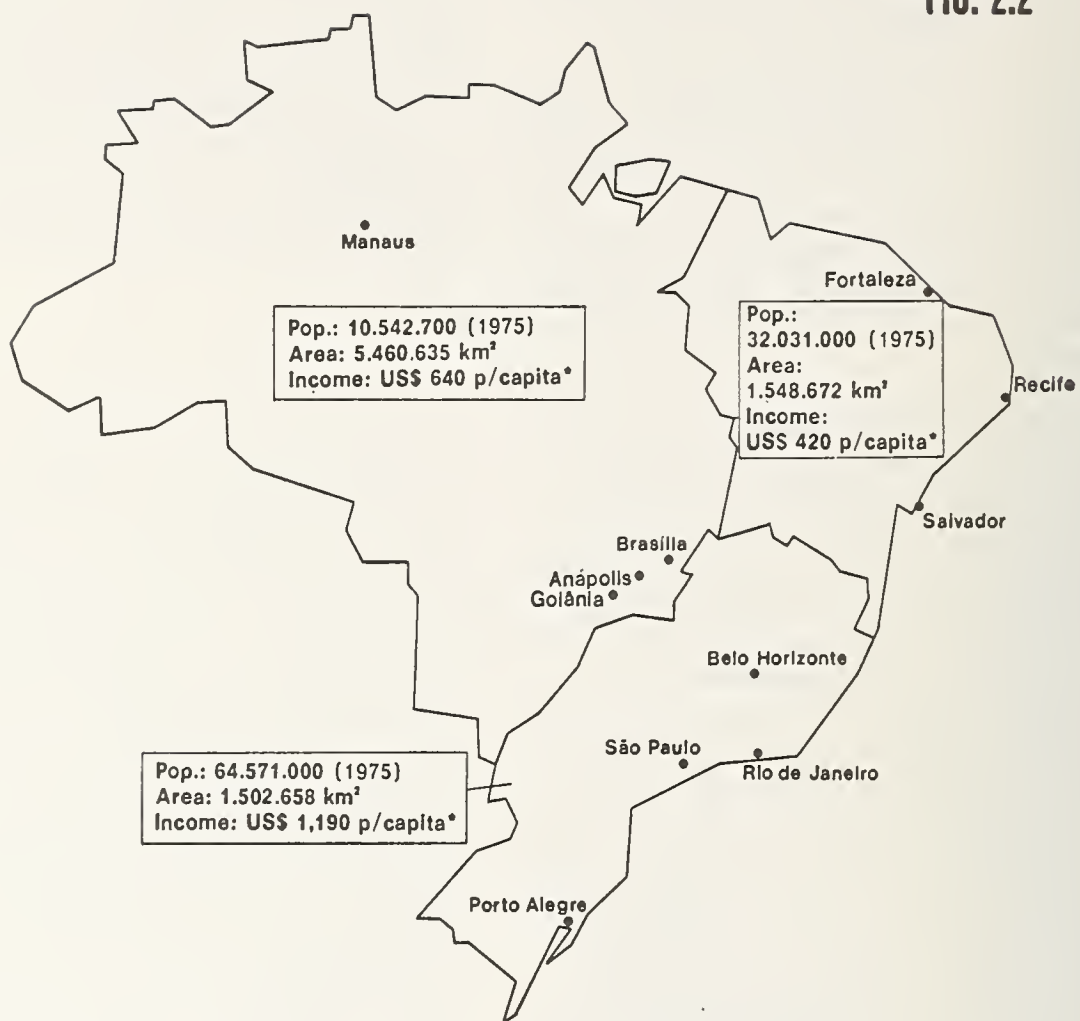 FIG. 2.2
Manaus
Pop.: 10.542.700 (1975)
Area: 5.460.635 km²
Income: US$ 640 p/capita*
Fortaleza
Pop.:
32.031.000 (1975)
Area:
1.548.672 km²
Income:
US$ 420 p/capita*
Recife
Salvador
Brasília
Anápolis
Goiânia
Belo Horizonte
São Paulo
Rio de Janeiro
Pop.: 64.571.000 (1975)
Area: 1.502.658 km²
Income: US$ 1,190 p/capita*
Porto Alegre